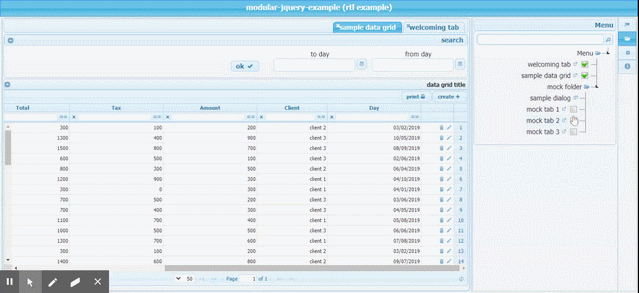 modular-jquery-example (rtl example)
sample data grid
welcoming tab
search
to day
from day
ok
data grid title
print
create +
Total Tax Amount Client Day
300 100 200 client 2 03/02/2019 1
1300 400 900 client 3 10/05/2019 2
1500 800 700 client 3 08/09/2019 3
600 500 100 client 3 02/06/2019 4
800 300 500 client 2 06/04/2019 5
1200 900 300 client 1 04/10/2019 6
300 0 300 client 1 04/01/2019 7
700 500 200 client 3 03/06/2019 8
700 400 300 client 3 04/05/2019 9
1100 700 400 client 1 05/08/2019 10
1000 500 500 client 3 06/06/2019 11
1300 700 600 client 1 07/08/2019 12
300 100 200 client 2 03/02/2019 13
1400 600 800 client 2 09/07/2019 14
50 Page 1 of 1
Menu
Menu
welcoming tab
sample data grid
mock folder
sample dialog
mock tab 1
mock tab 2
mock tab 3